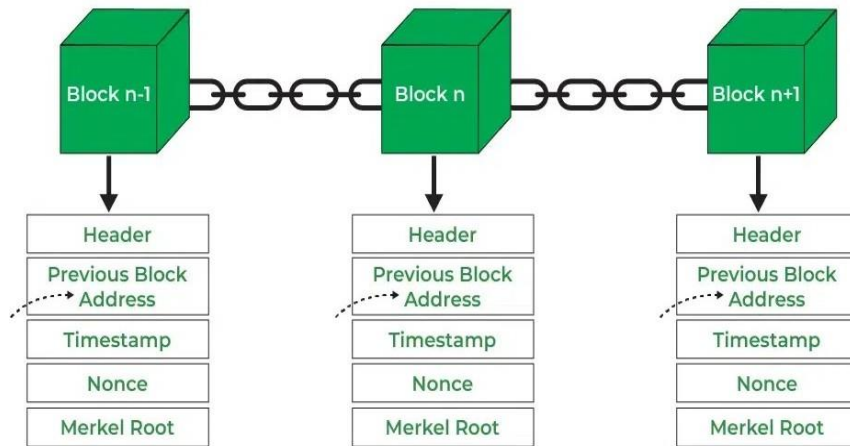 Block n-1
Block n
Block n+1
Header
Previous Block
Address
Timestamp
Nonce
Merkel Root
Header
Previous Block
Address
Timestamp
Nonce
Merkel Root
Header
Previous Block
Address
Timestamp
Nonce
Merkel Root